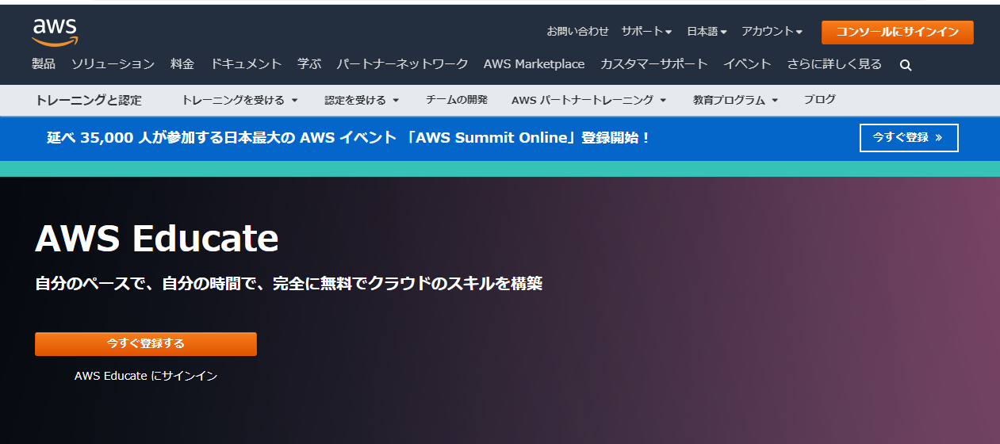 aws
お問い合わせ サポート 日本語 アカウント コンソールにサインイン
製品 ソリューション 料金 ドキュメント 学ぶ パートナーネットワーク AWS Marketplace カスタマーサポート イベント さらに詳しく見る
トレーニングと認定 トレーニングを受ける 認定を受ける チームの開発 AWS パートナートレーニング 教育プログラム ブログ
延べ 35,000 人が参加する日本最大の AWS イベント 「AWS Summit Online」登録開始！ 今すぐ登録 »
AWS Educate
自分のペースで、自分の時間で、完全に無料でクラウドのスキルを構築
今すぐ登録する
AWS Educate にサインイン